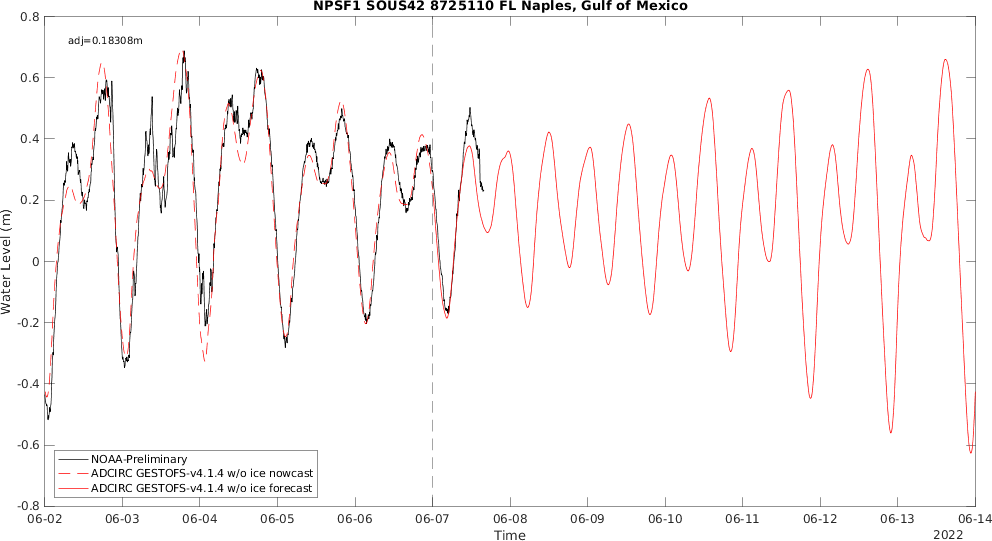 NPSF1 SOUS42 8725110 FL Naples, Gulf of Mexico
adj=0.18308m
0.8
0.6
0.4
0.2
0
-0.2
-0.4
-0.6
-0.8
Water Level (m)
NOAA-Preliminary
ADCIRC GESTOFS-v4.1.4 w/o ice nowcast
ADCIRC GESTOFS-v4.1.4 w/o ice forecast
06-02 06-03 06-04 06-05 06-06 06-07 06-08 06-09 06-10 06-11 06-12 06-13 06-14
Time
2022